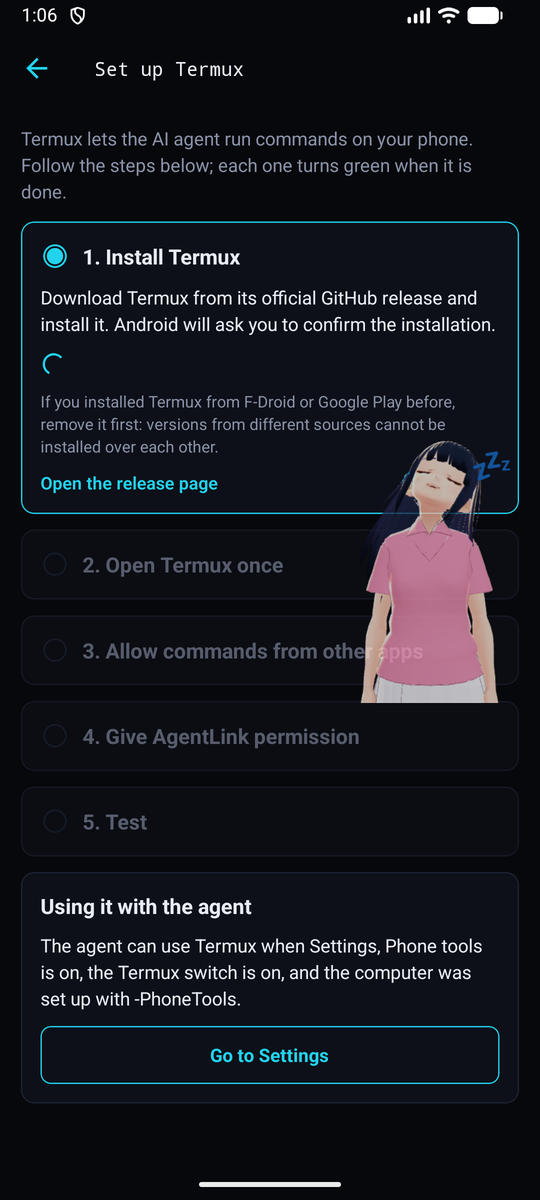 1:06
Set up Termux
Termux lets the AI agent run commands on your phone.
Follow the steps below; each one turns green when it is
done.
1. Install Termux
Download Termux from its official GitHub release and
install it. Android will ask you to confirm the installation.
If you installed Termux from F-Droid or Google Play before,
remove it first: versions from different sources cannot be
installed over each other.
Open the release page
zzz
2. Open Termux once
3. Allow commands from other apps
4. Give AgentLink permission
5. Test
Using it with the agent
The agent can use Termux when Settings, Phone tools
is on, the Termux switch is on, and the computer was
set up with -PhoneTools.
Go to Settings